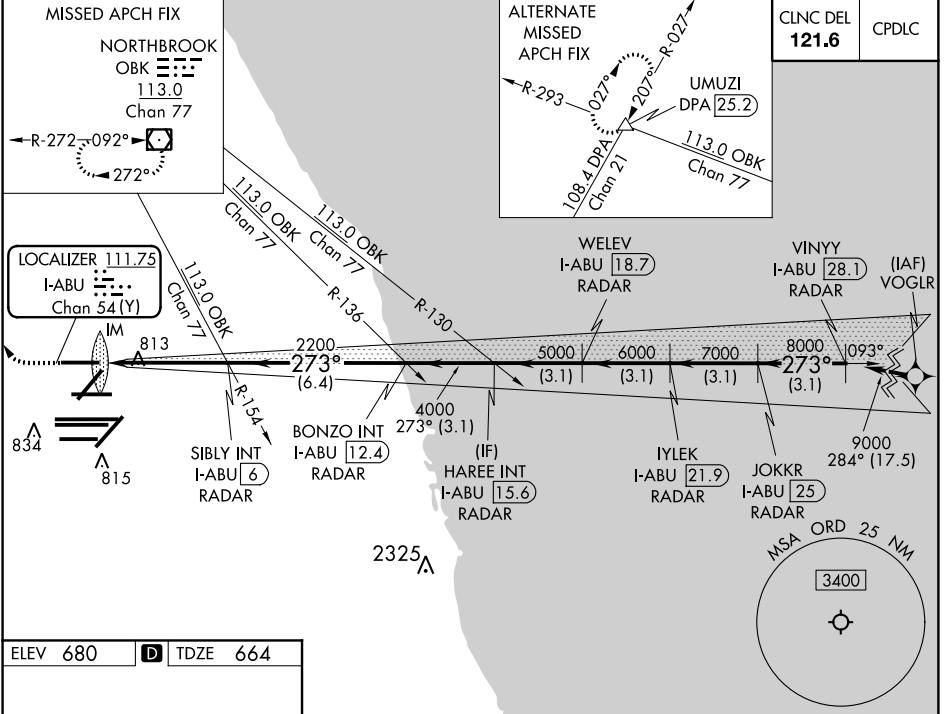 MISSED APCH FIX
NORTHBROOK
OBK
113.0
Chan 77
R-272
092°
272°
ALTERNATE
MISSED
APCH FIX
R-293
027°
207°
R-027
UMUZI
DPA 25.2
108.4 DPA
Chan 21
113.0 OBK
Chan 77
CLNC DEL
121.6
CPDLC
LOCALIZER 111.75
I-ABU
Chan 54 (Y)
113.0 OBK
Chan 77
113.0 OBK
Chan 77
113.0 OBK
Chan 77
R-136
R-130
R-154
WELEV
I-ABU 18.7
RADAR
VINYY
I-ABU 28.1
RADAR
(IAF)
VOGLR
IM
813
2200
273°
(6.4)
4000
273° (3.1)
5000
(3.1)
6000
(3.1)
7000
(3.1)
8000
273°
(3.1)
093°
9000
284° (17.5)
834
815
SIBLY INT
I-ABU 6
RADAR
BONZO INT
I-ABU 12.4
RADAR
(IF)
HAREE INT
I-ABU 15.6
RADAR
IYLEK
I-ABU 21.9
RADAR
JOKKR
I-ABU 25
RADAR
2325
MSA ORD 25 NM
3400
ELEV 680 D TDZE 664